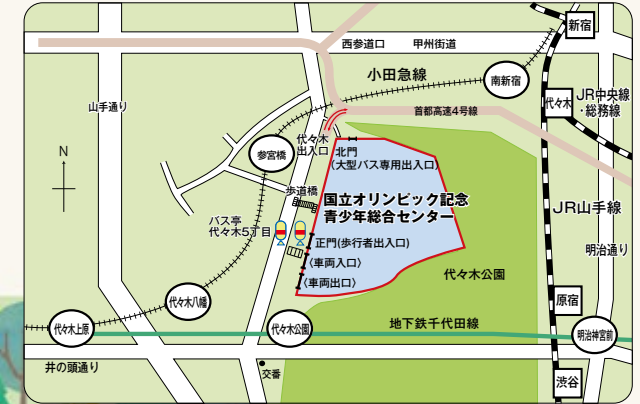 新宿
西参道口
甲州街道
小田急線
南新宿
山手通り
首都高速4号線
代々木
JR中央線
・総務線
代々木
出入口
北門
(大型バス専用出入口)
参宮橋
N
歩道橋
国立オリンピック記念
青少年総合センター
JR山手線
バス亭
代々木5丁目
正門(歩行者出入口)
(車両入口)
(車両出口)
明治通り
代々木公園
代々木八幡
原宿
代々木上原
代々木公園
地下鉄千代田線
明治神宮前
井の頭通り
交番
渋谷